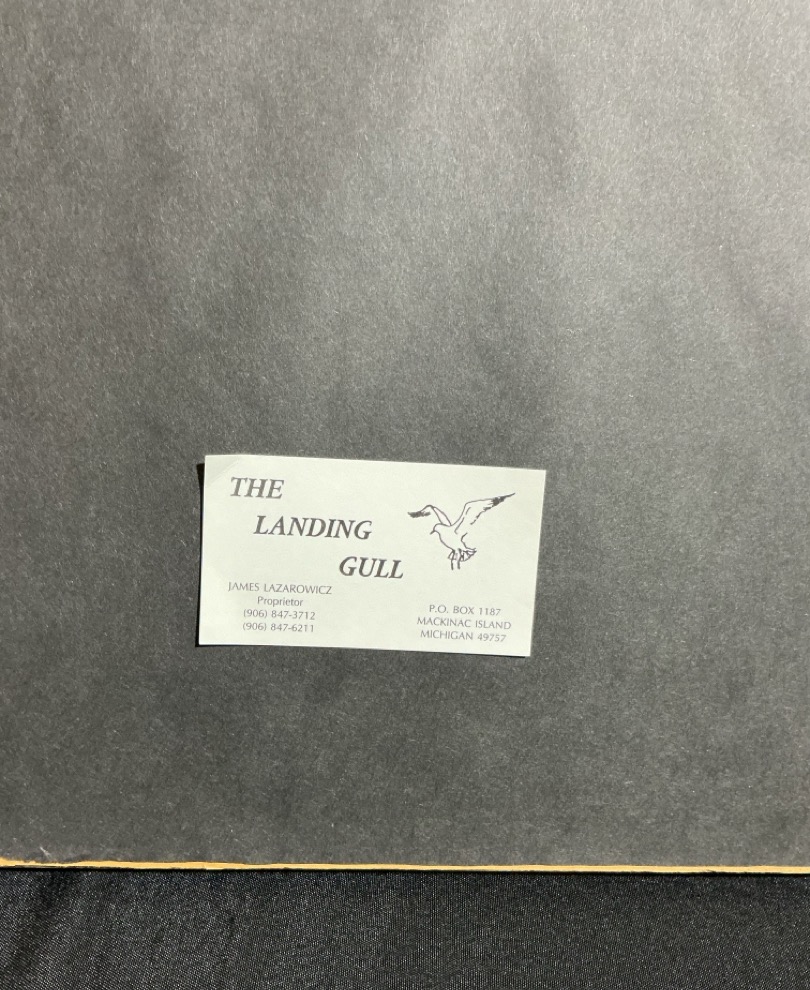 THE
LANDING
GULL
JAMES LAZAROWICZ
Proprietor
(906) 847-3712
(906) 847-6211
P.O. BOX 1187
MACKINAC ISLAND
MICHIGAN 49757